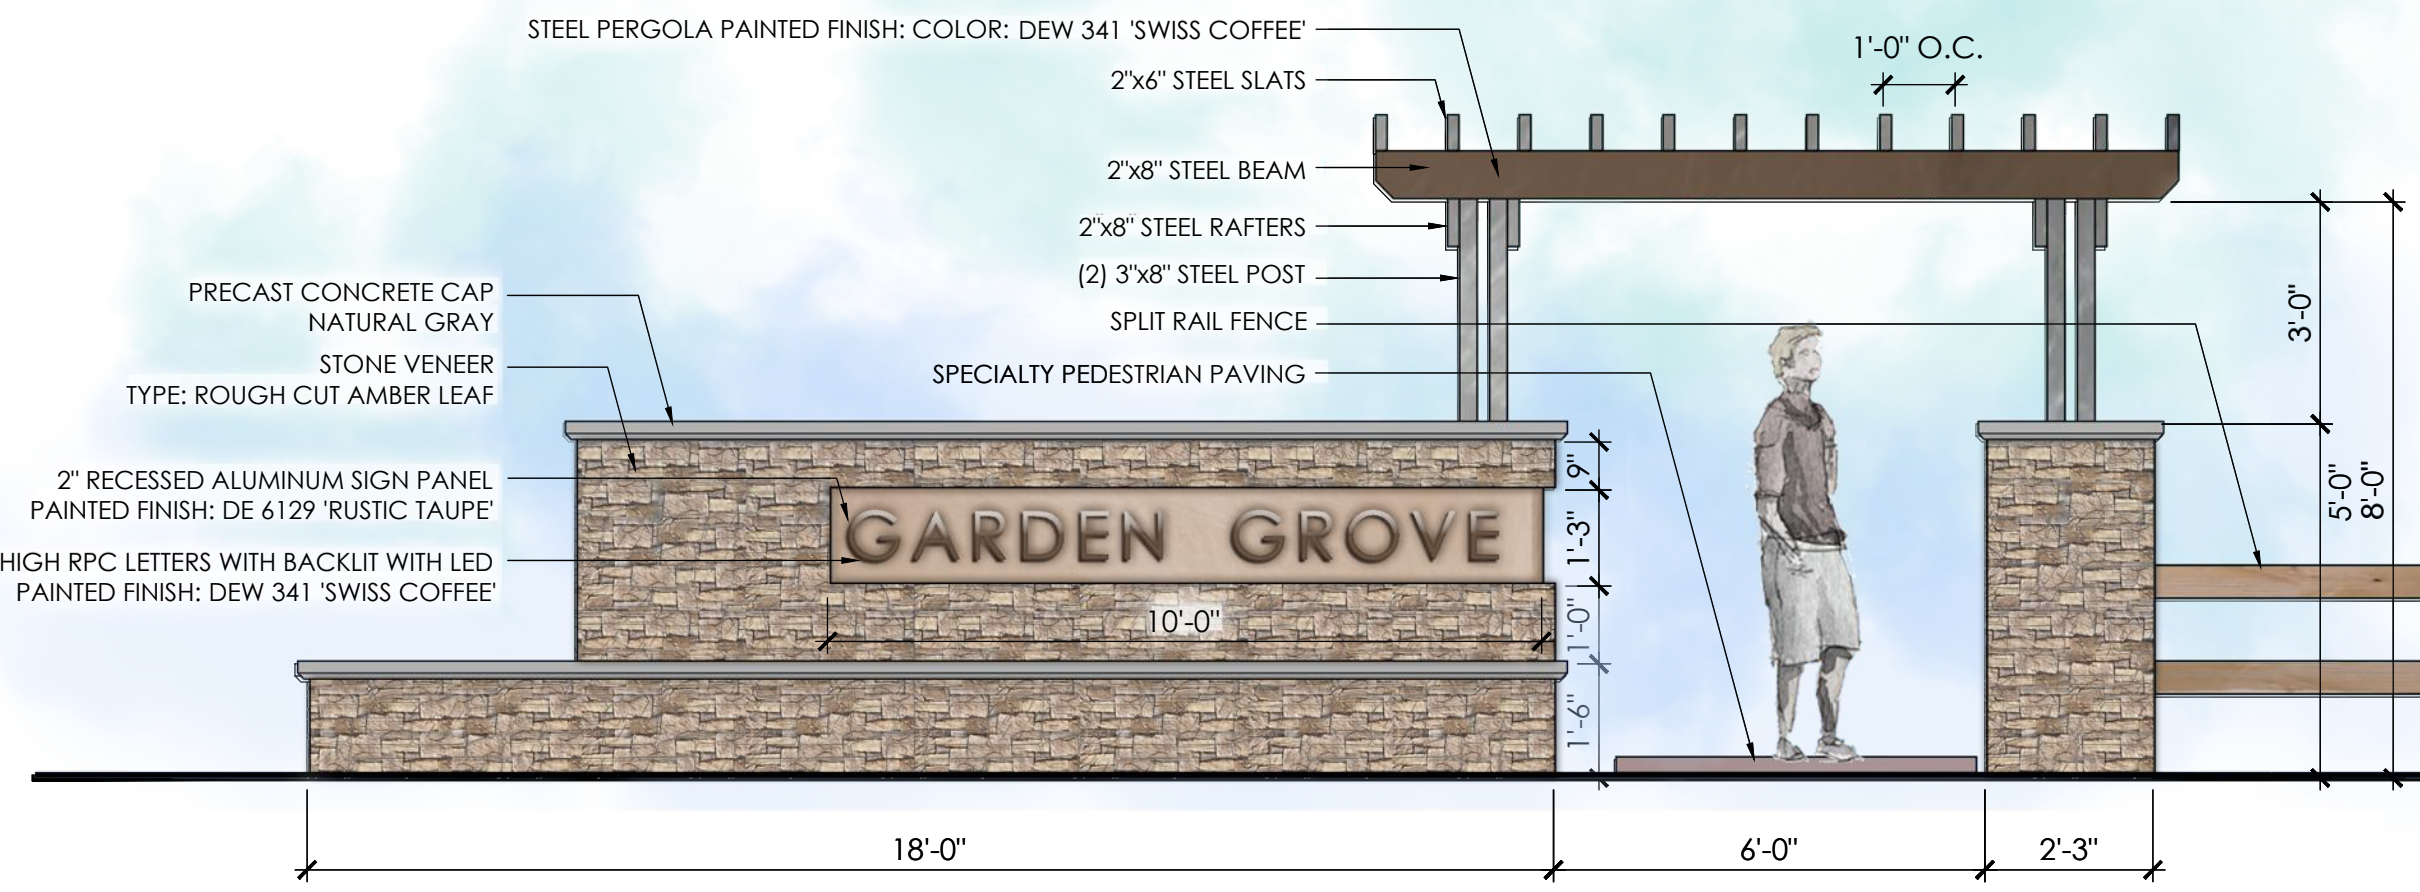 STEEL PERGOLA PAINTED FINISH: COLOR: DEW 341 'SWISS COFFEE'
1'-0" O.C.
2"x6" STEEL SLATS
2"x8" STEEL BEAM
2"x8" STEEL RAFTERS
(2) 3"x8" STEEL POST
SPLIT RAIL FENCE
SPECIALTY PEDESTRIAN PAVING
PRECAST CONCRETE CAP
NATURAL GRAY
STONE VENEER
TYPE: ROUGH CUT AMBER LEAF
2" RECESSED ALUMINUM SIGN PANEL
PAINTED FINISH: DE 6129 'RUSTIC TAUPE'
HIGH RPC LETTERS WITH BACKLIT WITH LED
PAINTED FINISH: DEW 341 'SWISS COFFEE'
GARDEN GROVE
10'-0"
9"
1'-3"
1'-0"
1'-6"
3'-0"
5'-0"
8'-0"
18'-0"
6'-0"
2'-3"